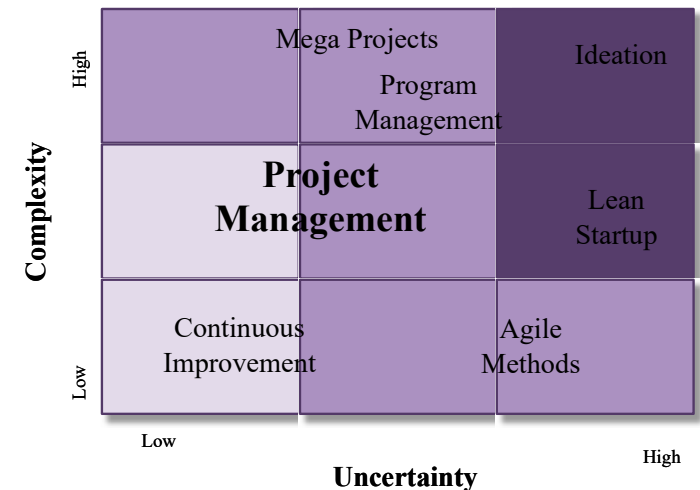 High
Complexity
Low
Mega Projects
Ideation
Program
Management
Project
Management
Lean
Startup
Continuous
Improvement
Agile
Methods
Low
High
Uncertainty